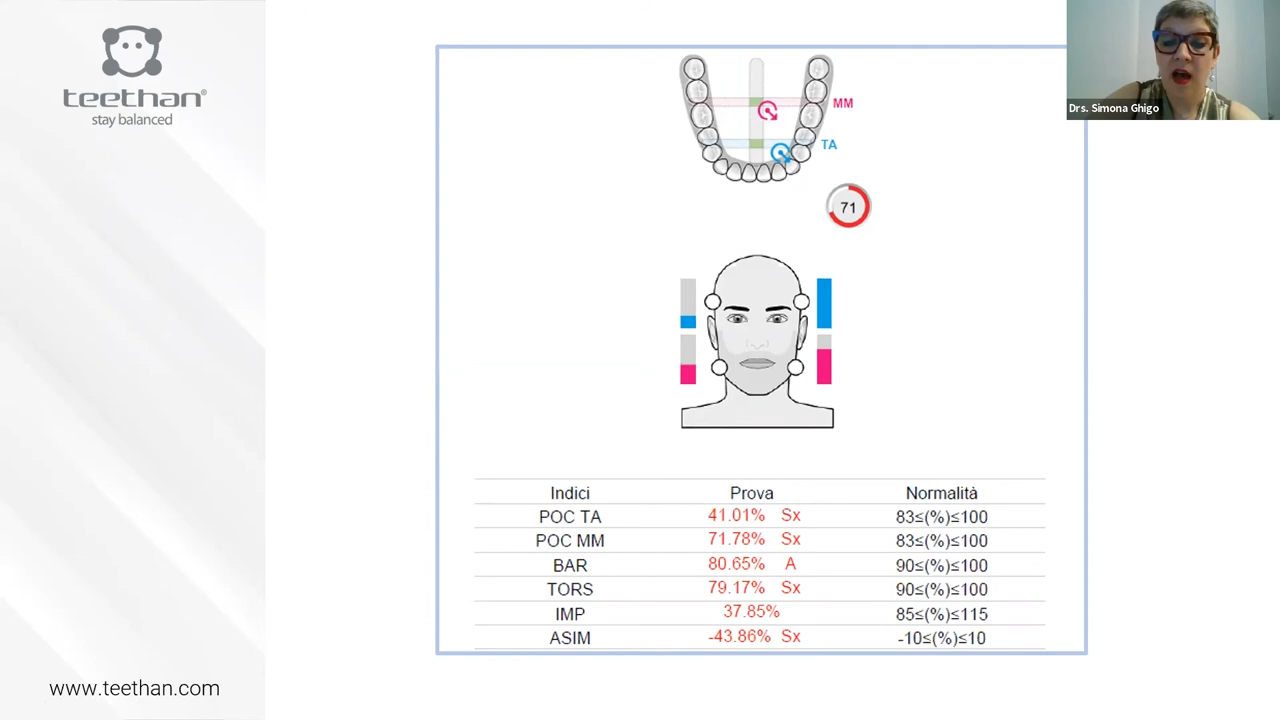 teethan®
stay balanced
MM
TA
71
Drs. Simona Ghigo
Indici Prova Normalità
POC TA 41.01% Sx 83≤(%)≤100
POC MM 71.78% Sx 83≤(%)≤100
BAR 80.65% A 90≤(%)≤100
TORS 79.17% Sx 90≤(%)≤100
IMP 37.85% 85≤(%)≤115
ASIM -43.86% Sx -10≤(%)≤10
www.teethan.com